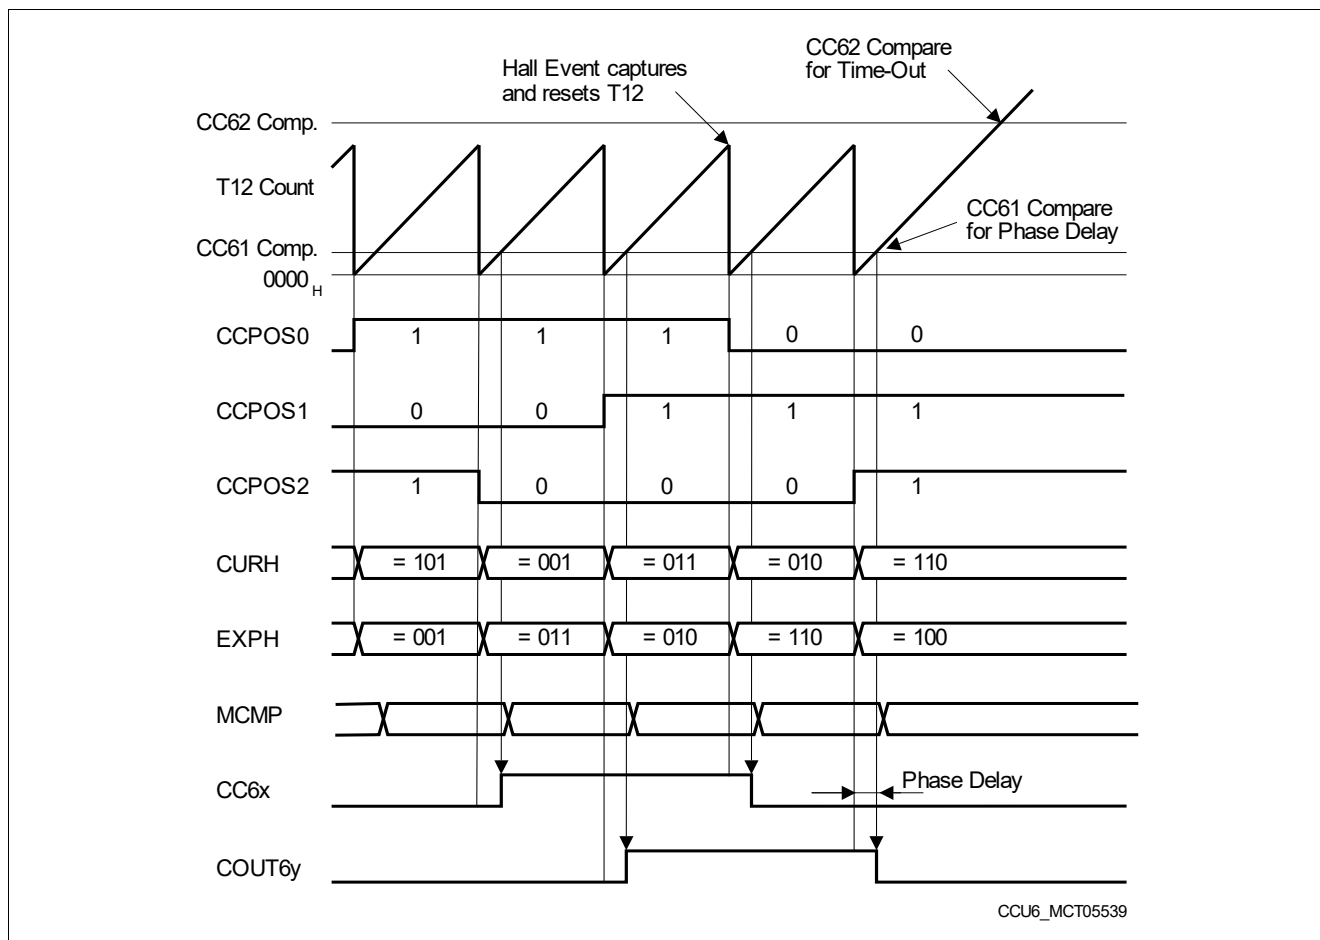 CC62 Compare
for Time-Out
Hall Event captures
and resets T12
CC62 Comp.
T12 Count
CC61 Compare
for Phase Delay
CC61 Comp.
0000 H
CCPOS0 1 1 1 0 0
CCPOS1 0 0 1 1 1
CCPOS2 1 0 0 0 1
CURH = 101 = 001 = 011 = 010 = 110
EXPH = 001 = 011 = 010 = 110 = 100
MCMP
CC6x Phase Delay
COUT6y
CCU6_MCT05539